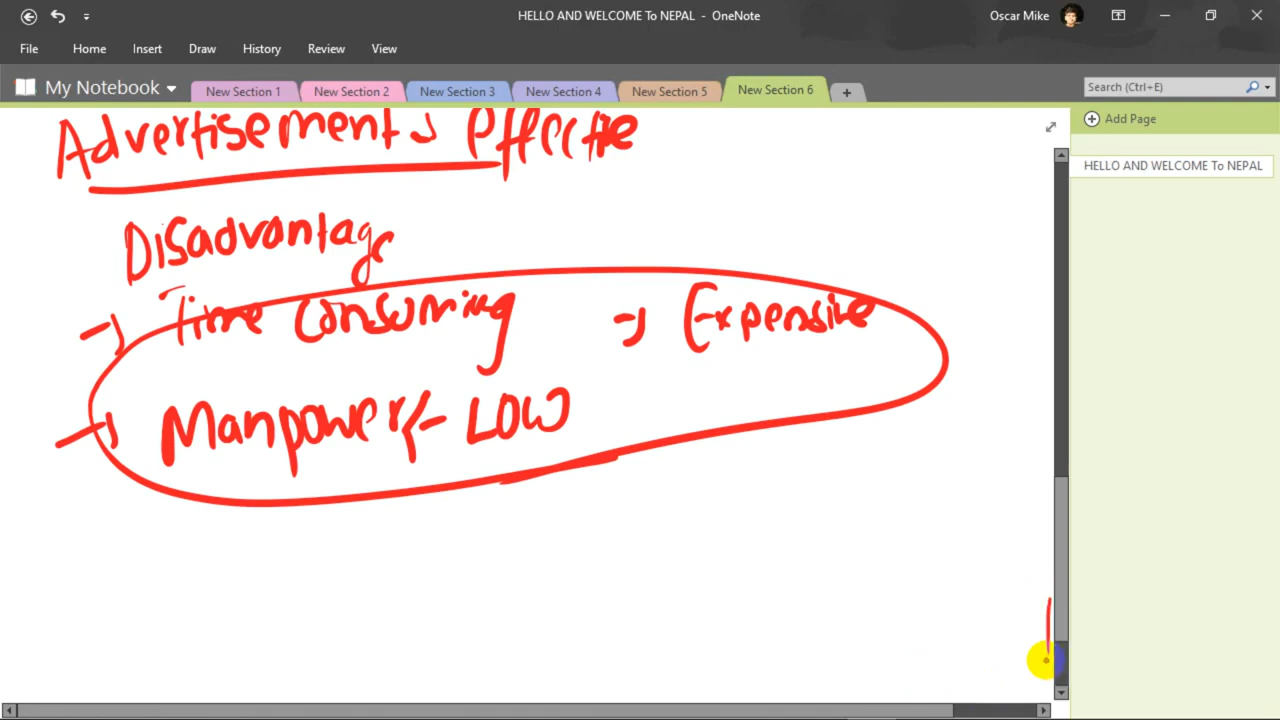 HELLO AND WELCOME To NEPAL - OneNote
Oscar Mike
File Home Insert Draw History Review View
My Notebook New Section 1 New Section 2 New Section 3 New Section 4 New Section 5 New Section 6
Search (Ctrl+E)
Add Page
HELLO AND WELCOME To NEPAL
Advertisement
Disadvantage
→ Time Consuming → Expensive
→ Manpower LOW